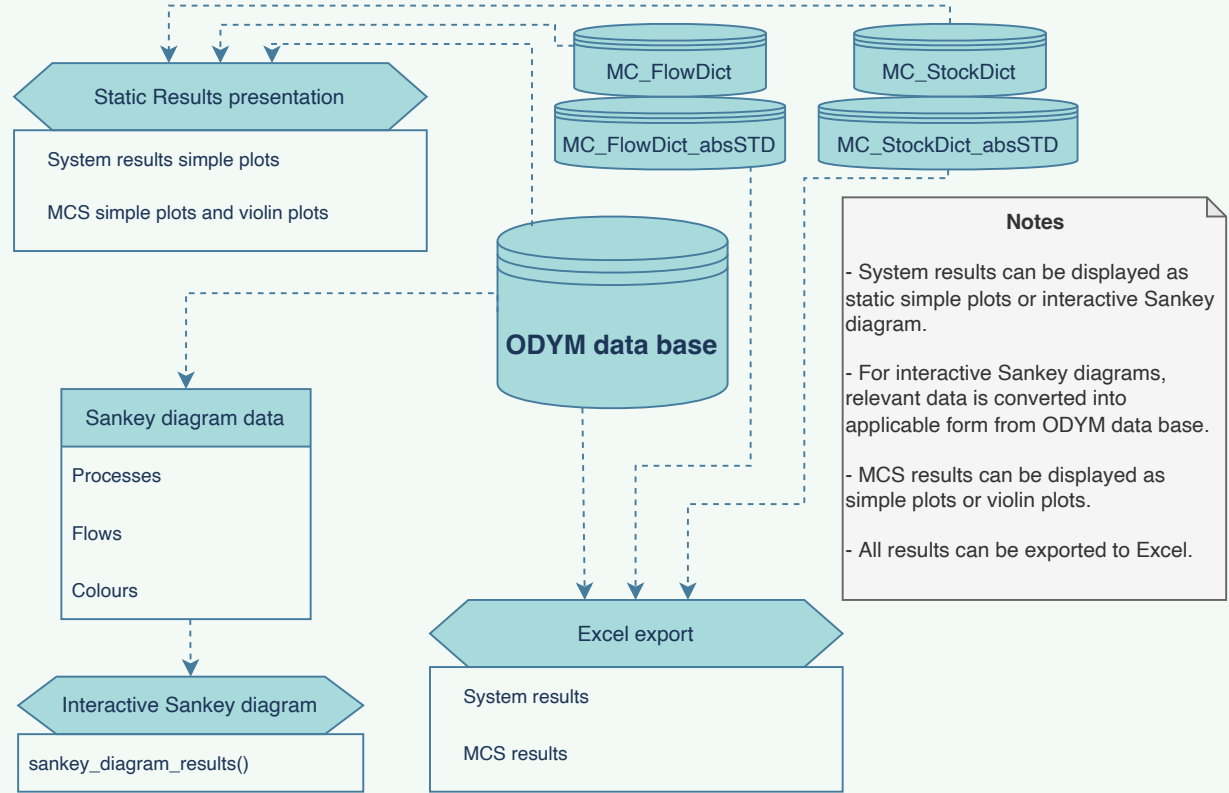 MC_FlowDict
MC_StockDict
Static Results presentation
MC_FlowDict_absSTD
MC_StockDict_absSTD
System results simple plots
MCS simple plots and violin plots
ODYM data base
Notes
- System results can be displayed as
static simple plots or interactive Sankey
diagram.
- For interactive Sankey diagrams,
relevant data is converted into
applicable form from ODYM data base.
- MCS results can be displayed as
simple plots or violin plots.
- All results can be exported to Excel.
Sankey diagram data
Processes
Flows
Colours
Interactive Sankey diagram
sankey_diagram_results()
Excel export
System results
MCS results